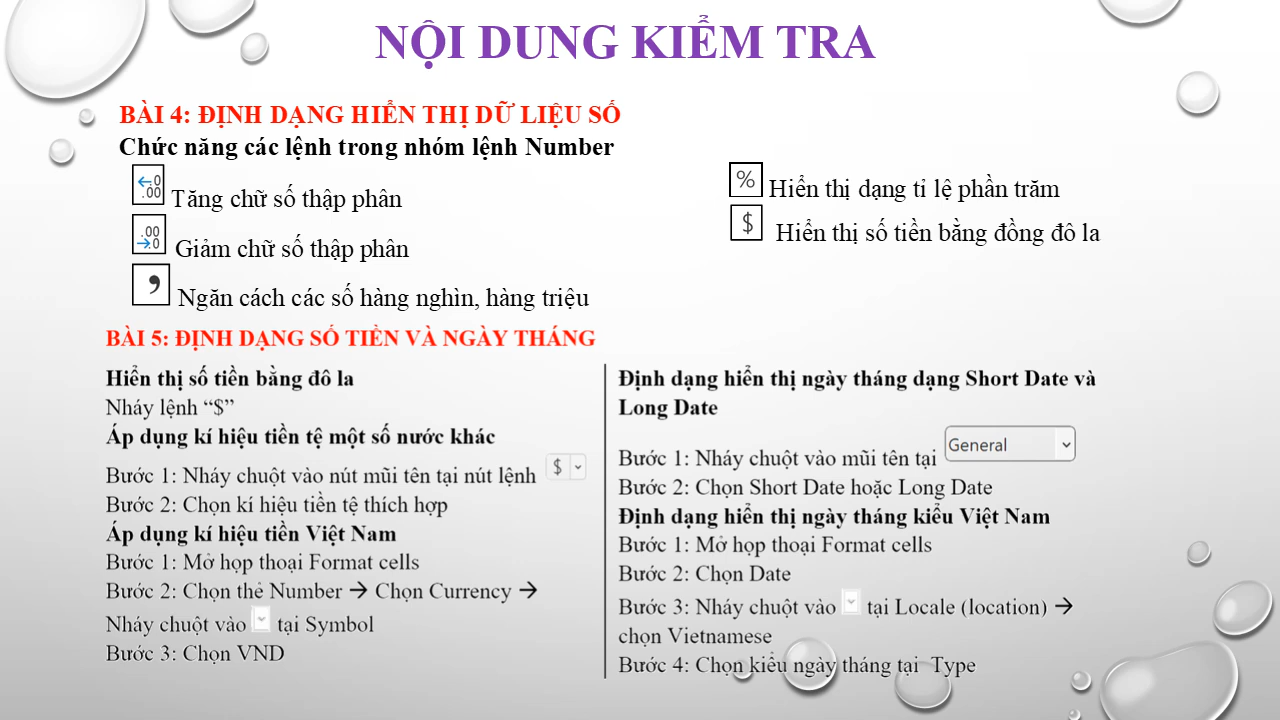 NỘI DUNG KIỂM TRA
BÀI 4: ĐỊNH DẠNG HIỂN THỊ DỮ LIỆU SỐ
Chức năng các lệnh trong nhóm lệnh Number
←0
.00 Tăng chữ số thập phân
.00
→.0 Giảm chữ số thập phân
, Ngăn cách các số hàng nghìn, hàng triệu
% Hiển thị dạng tỉ lệ phần trăm
$ Hiển thị số tiền bằng đồng đô la
BÀI 5: ĐỊNH DẠNG SỐ TIỀN VÀ NGÀY THÁNG
Hiển thị số tiền bằng đô la
Nháy lệnh “$”
Áp dụng kí hiệu tiền tệ một số nước khác
Bước 1: Nháy chuột vào nút mũi tên tại nút lệnh $
Bước 2: Chọn kí hiệu tiền tệ thích hợp
Áp dụng kí hiệu tiền Việt Nam
Bước 1: Mở họp thoại Format cells
Bước 2: Chọn thẻ Number → Chọn Currency →
Nháy chuột vào tại Symbol
Bước 3: Chọn VND
Định dạng hiển thị ngày tháng dạng Short Date và
Long Date
Bước 1: Nháy chuột vào mũi tên tại General
Bước 2: Chọn Short Date hoặc Long Date
Định dạng hiển thị ngày tháng kiểu Việt Nam
Bước 1: Mở họp thoại Format cells
Bước 2: Chọn Date
Bước 3: Nháy chuột vào tại Locale (location) →
chọn Vietnamese
Bước 4: Chọn kiểu ngày tháng tại Type